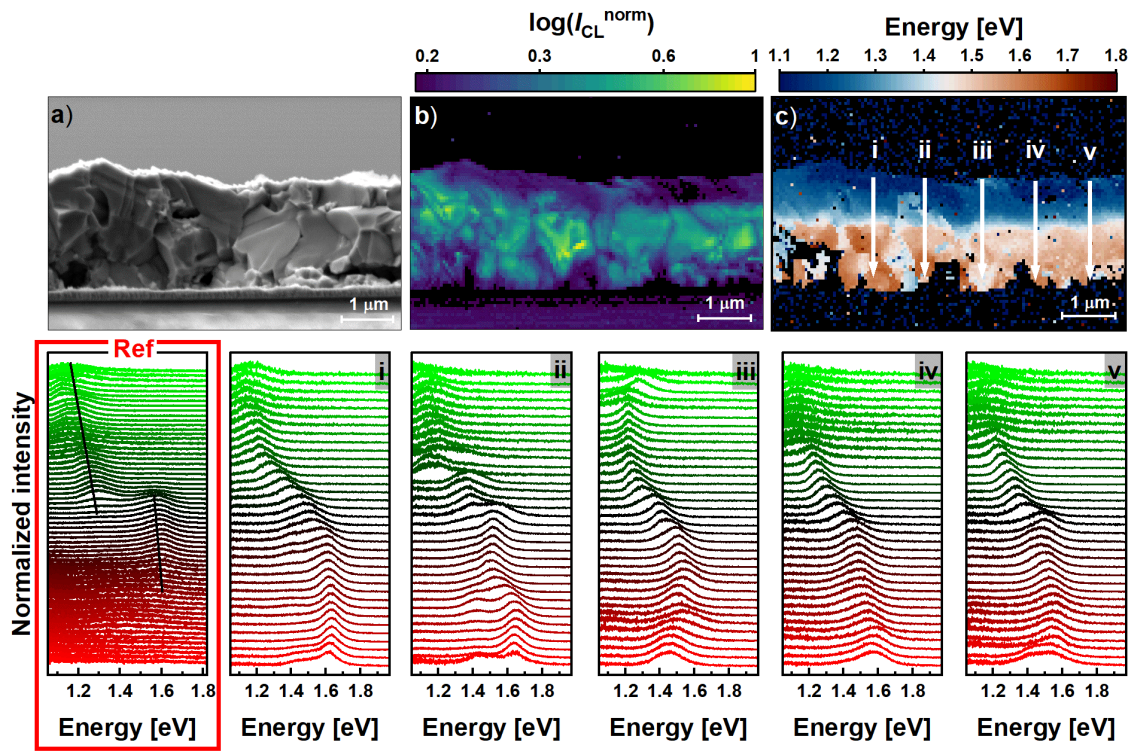 log(I_CL^norm)
0.2 0.3 0.6 1
Energy [eV]
1.1 1.2 1.3 1.4 1.5 1.6 1.7 1.8
a)
1 μm
b)
1 μm
c)
i ii iii iv v
1 μm
Normalized intensity
Ref
1.2 1.4 1.6 1.8
Energy [eV]
i
1.2 1.4 1.6 1.8
Energy [eV]
ii
1.2 1.4 1.6 1.8
Energy [eV]
iii
1.2 1.4 1.6 1.8
Energy [eV]
iv
1.2 1.4 1.6 1.8
Energy [eV]
v
1.2 1.4 1.6 1.8
Energy [eV]